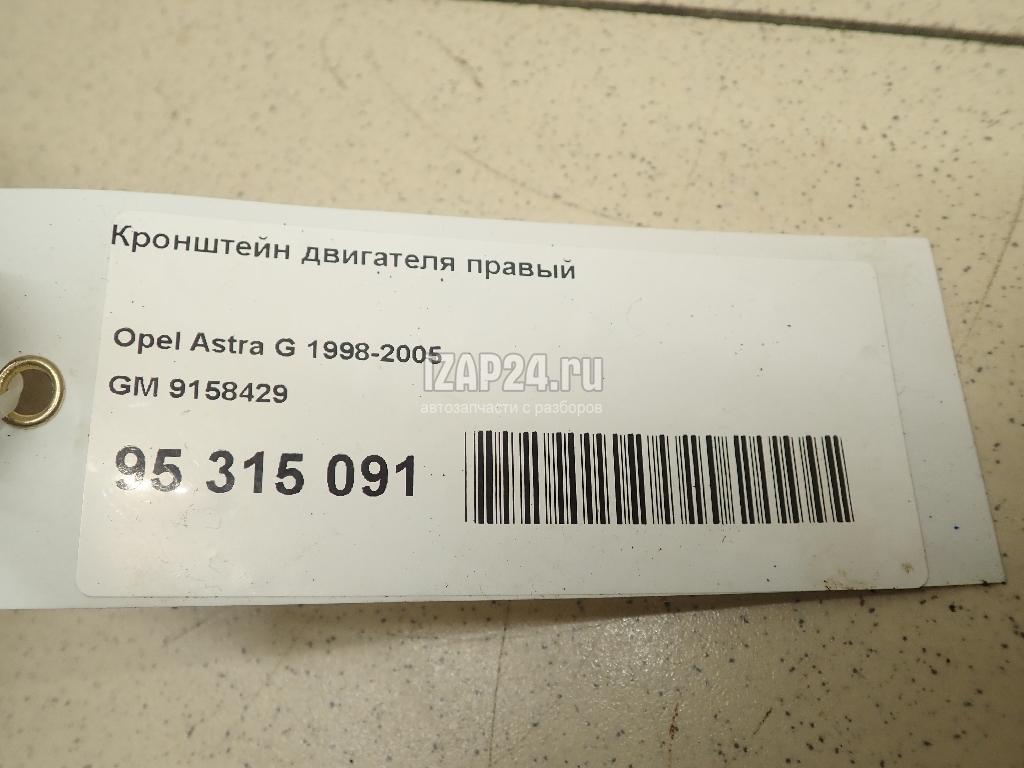 Кронштейн двигателя правый
Opel Astra G 1998-2005
GM 9158429
IZAP24.ru
автозапчасти с разборов
95 315 091